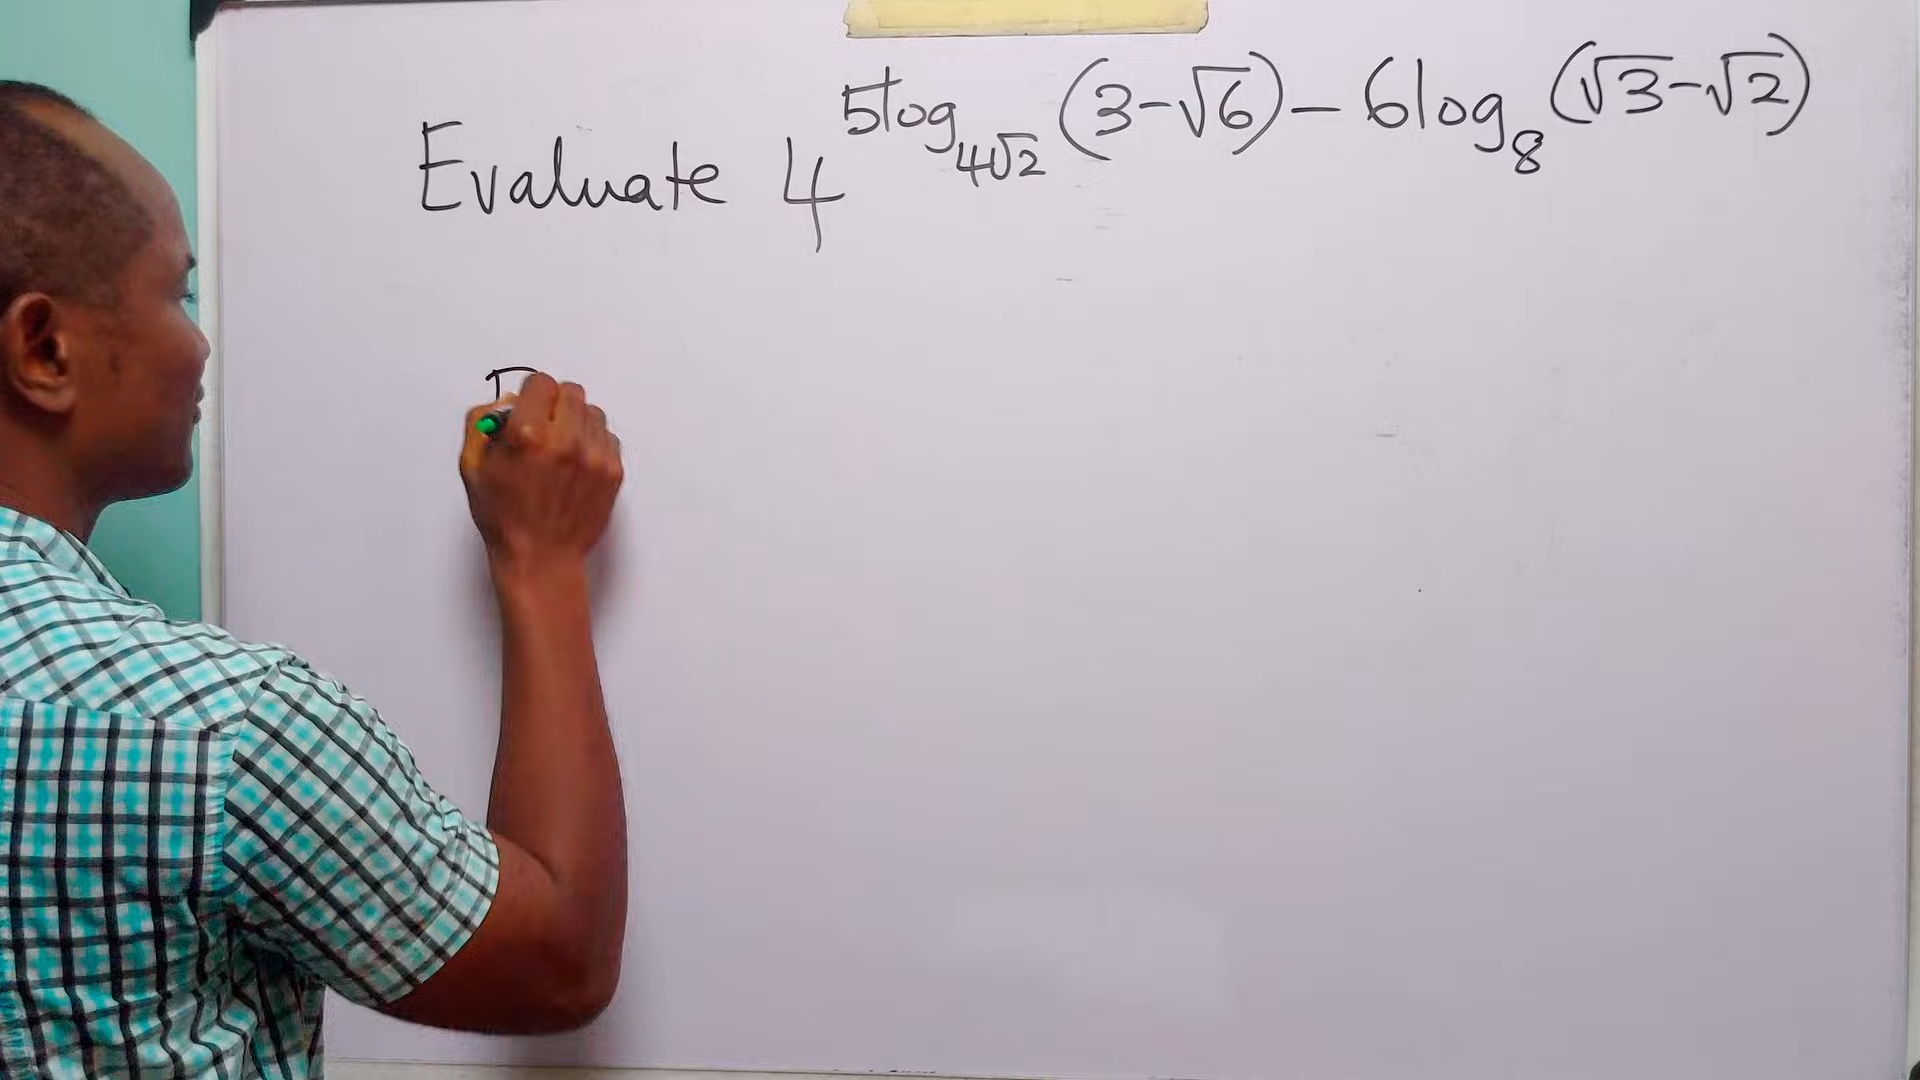 Evaluate 4^{5log_{4√2}(3-√6) - 6log_8(√3-√2)}